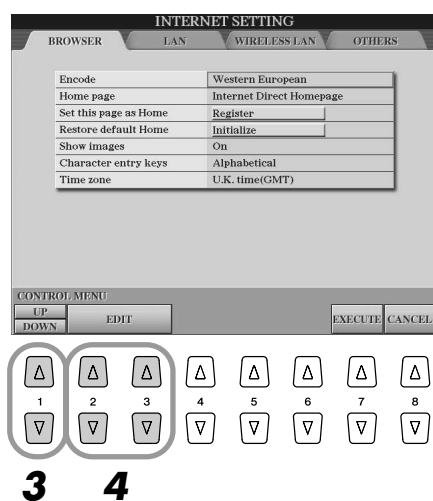 INTERNET SETTING
BROWSER LAN WIRELESS LAN OTHERS
Encode Western European
Home page Internet Direct Homepage
Set this page as Home Register
Restore default Home Initialize
Show images On
Character entry keys Alphabetical
Time zone U.K. time(GMT)
CONTROL MENU
UP
DOWN EDIT EXECUTE CANCEL
1 2 3 4 5 6 7 8
3 4